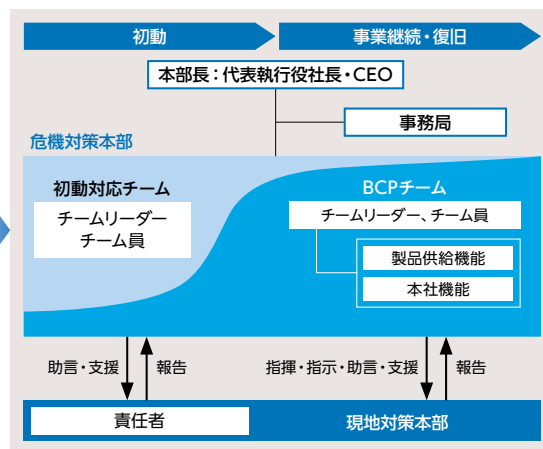 初動
事業継続・復旧
本部長：代表執行役社長・CEO
事務局
危機対策本部
初動対応チーム
チームリーダー
チーム員
BCPチーム
チームリーダー、チーム員
製品供給機能
本社機能
助言・支援
報告
指揮・指示・助言・支援
報告
責任者
現地対策本部